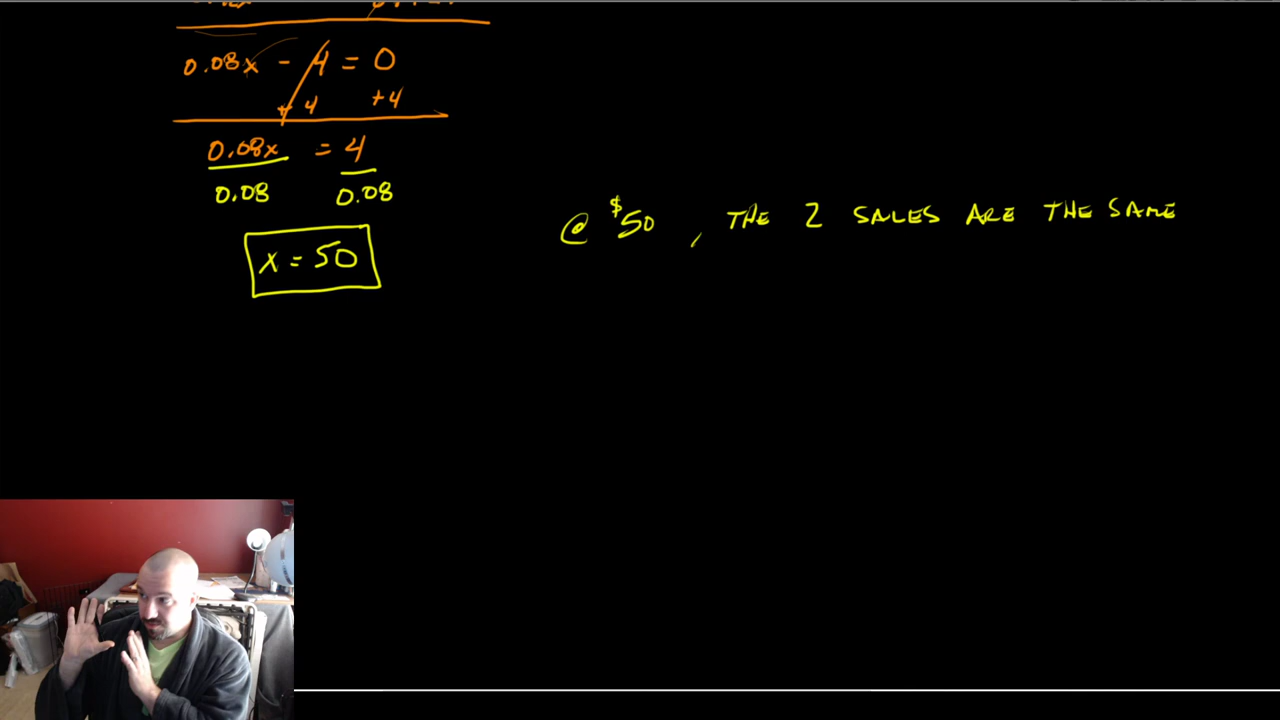 0.08x - 4 = 0
+ 4 +4
0.08x = 4
0.08 0.08
x = 50
@ $50 , THE 2 SALES ARE THE SAME